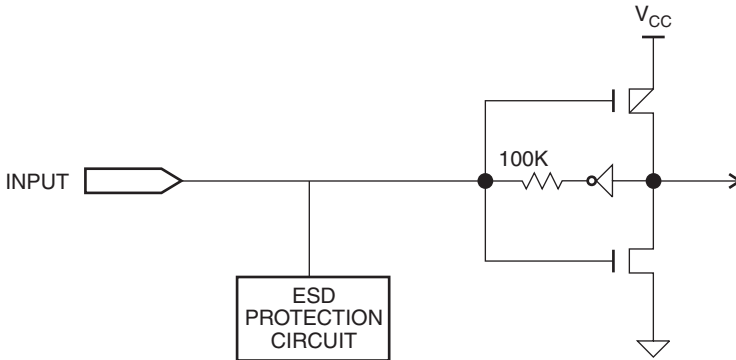 V_CC
100K
INPUT
ESD
PROTECTION
CIRCUIT